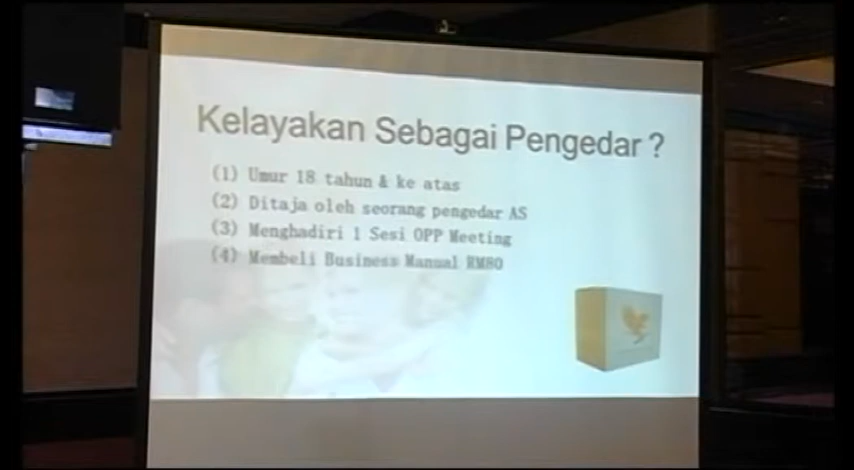 Kelayakan Sebagai Pengedar ?
(1) Umur 18 tahun & ke atas
(2) Ditaja oleh seorang pengedar AS
(3) Menghadiri 1 Sesi OPP Meeting
(4) Membeli Business Manual RM80